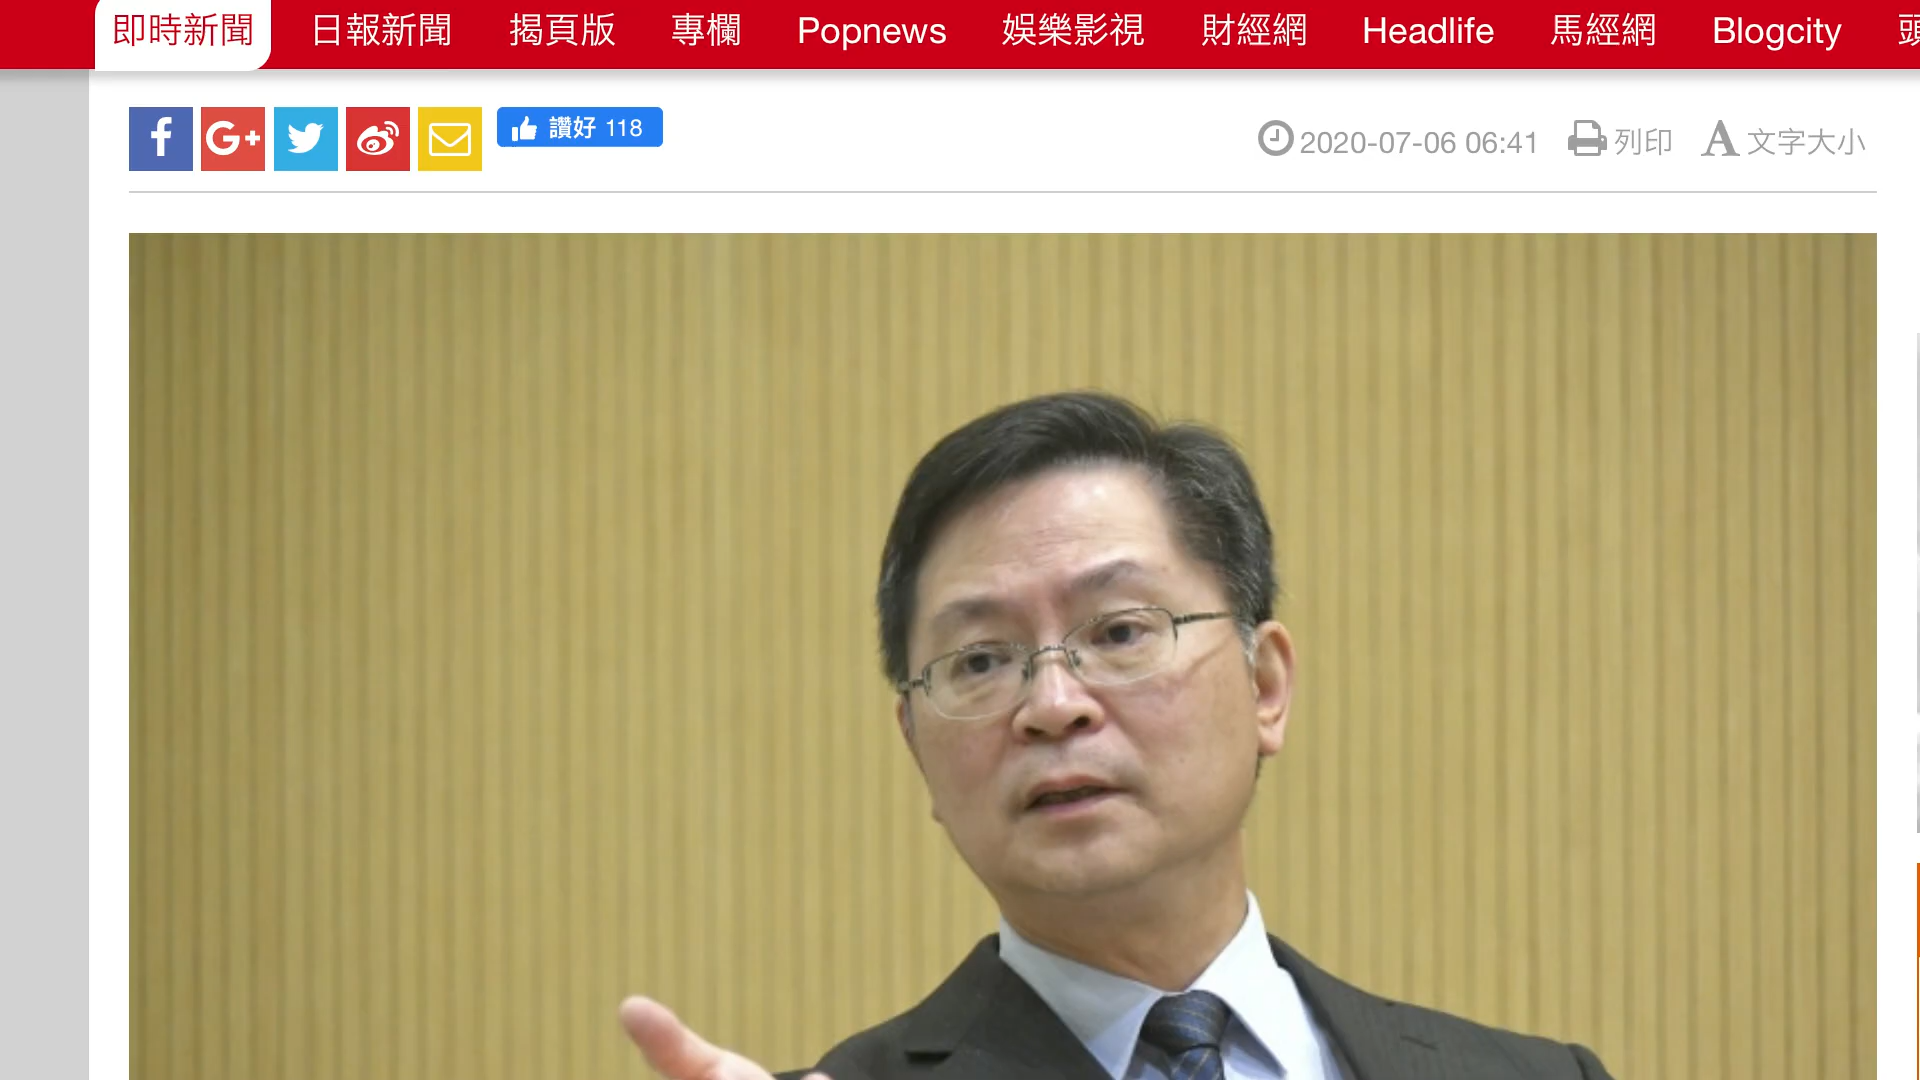 即時新聞 日報新聞 揭頁版 專欄 Popnews 娛樂影視 財經網 Headlife 馬經網 Blogcity 頭
讚好 118 2020-07-06 06:41 列印 A 文字大小